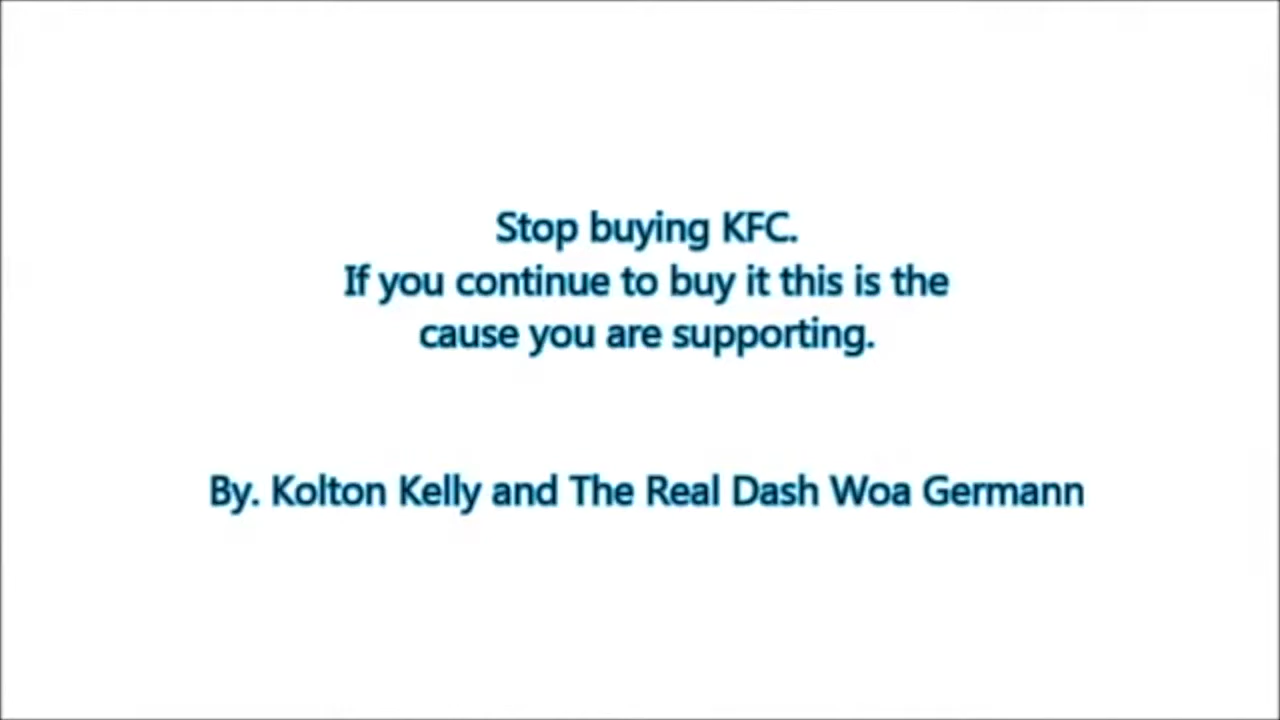 Stop buying KFC.
If you continue to buy it this is the
cause you are supporting.
By. Kolton Kelly and The Real Dash Woa Germann